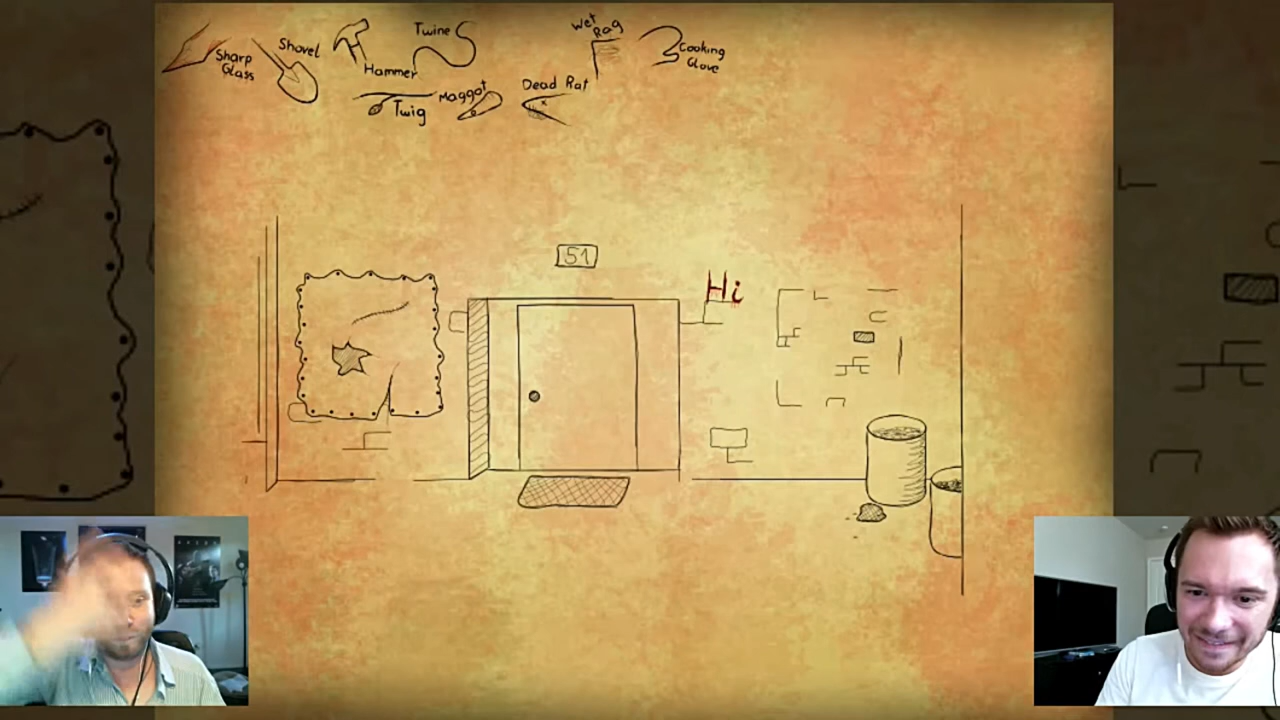 Sharp
Glass
Shovel
Hammer
Twine
Wet
Rag
Cooking
Glove
Twig
Maggot
Dead Rat
51
Hi